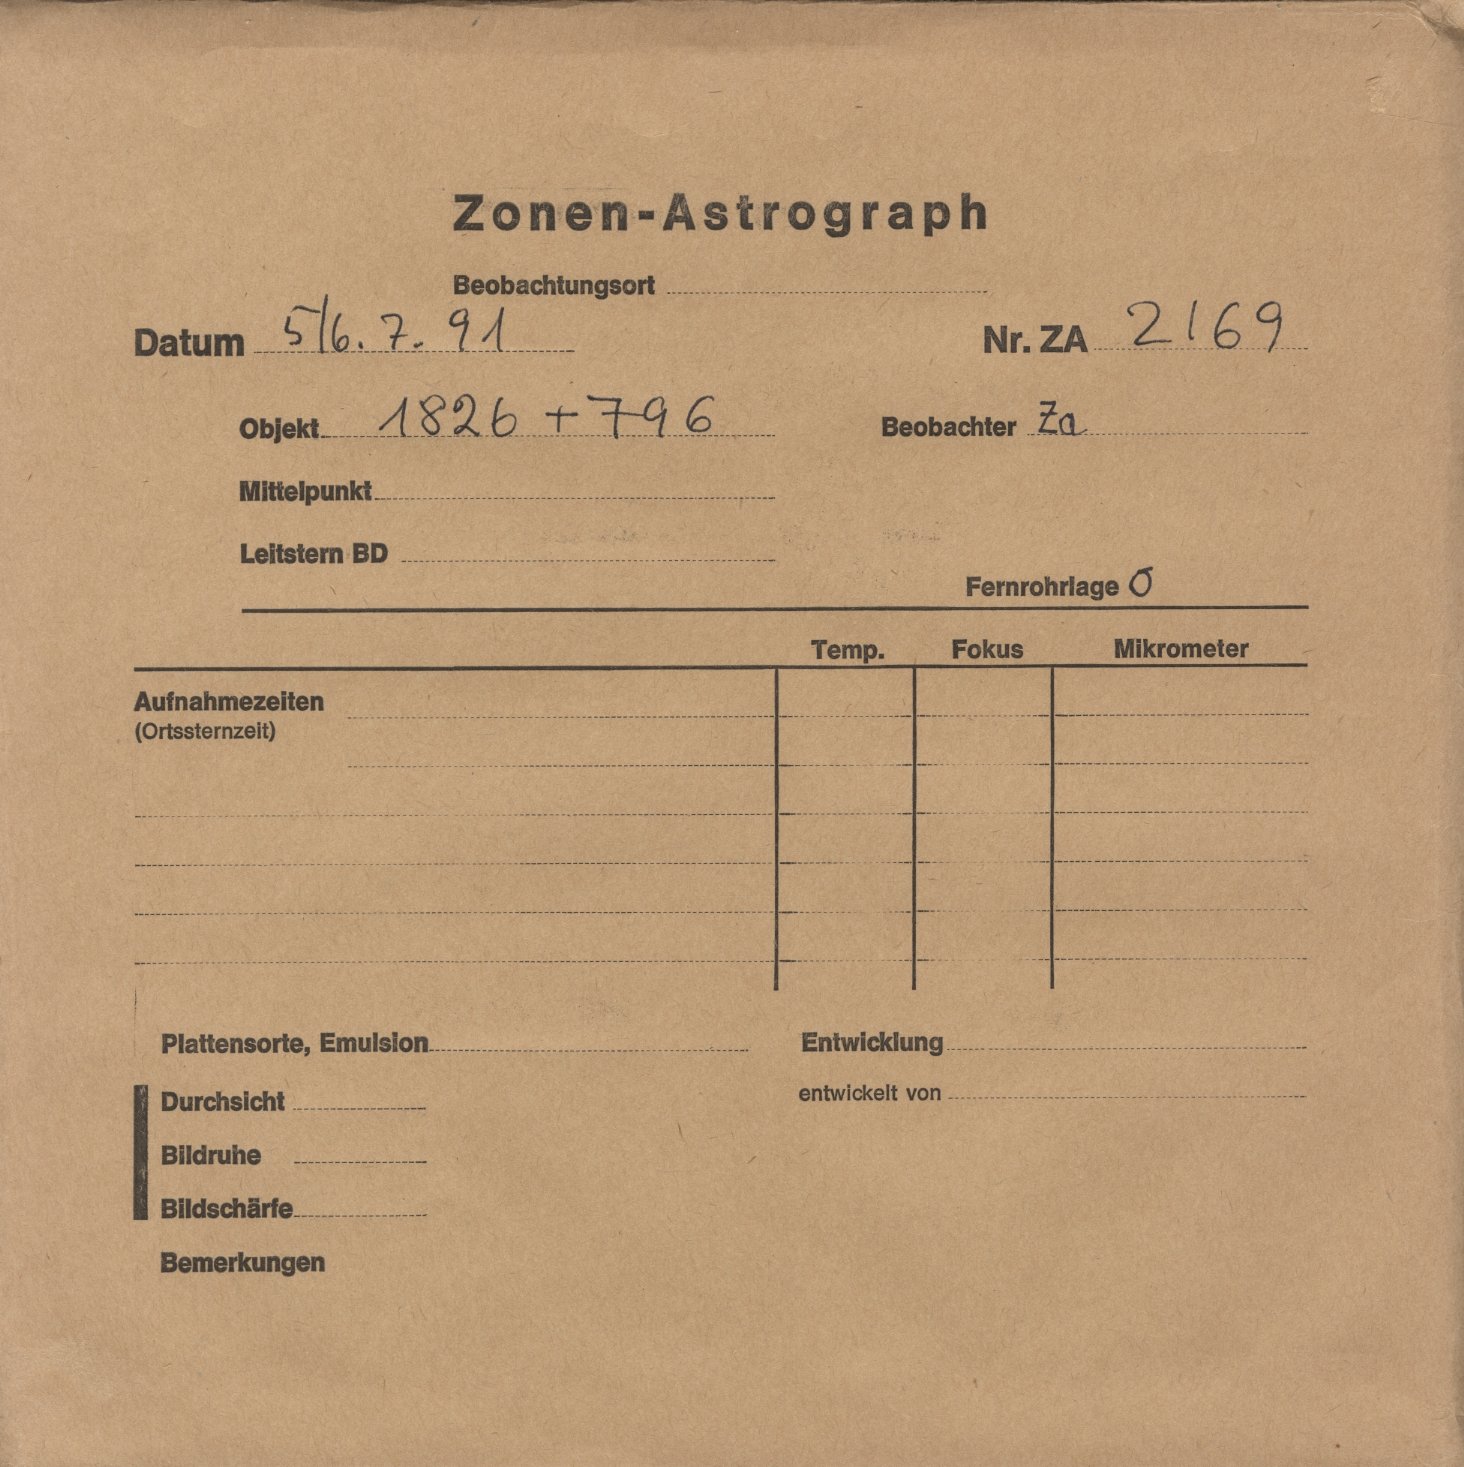 Zonen-Astrograph
Beobachtungsort
Datum 5/6. 7. 91 Nr. ZA 2169
Objekt 1826 + 796 Beobachter Za
Mittelpunkt
Leitstern BD
Fernrohrlage O
Temp. Fokus Mikrometer
Aufnahmezeiten
(Ortssternzeit)
Plattensorte, Emulsion Entwicklung
Durchsicht entwickelt von
Bildruhe
Bildschärfe
Bemerkungen